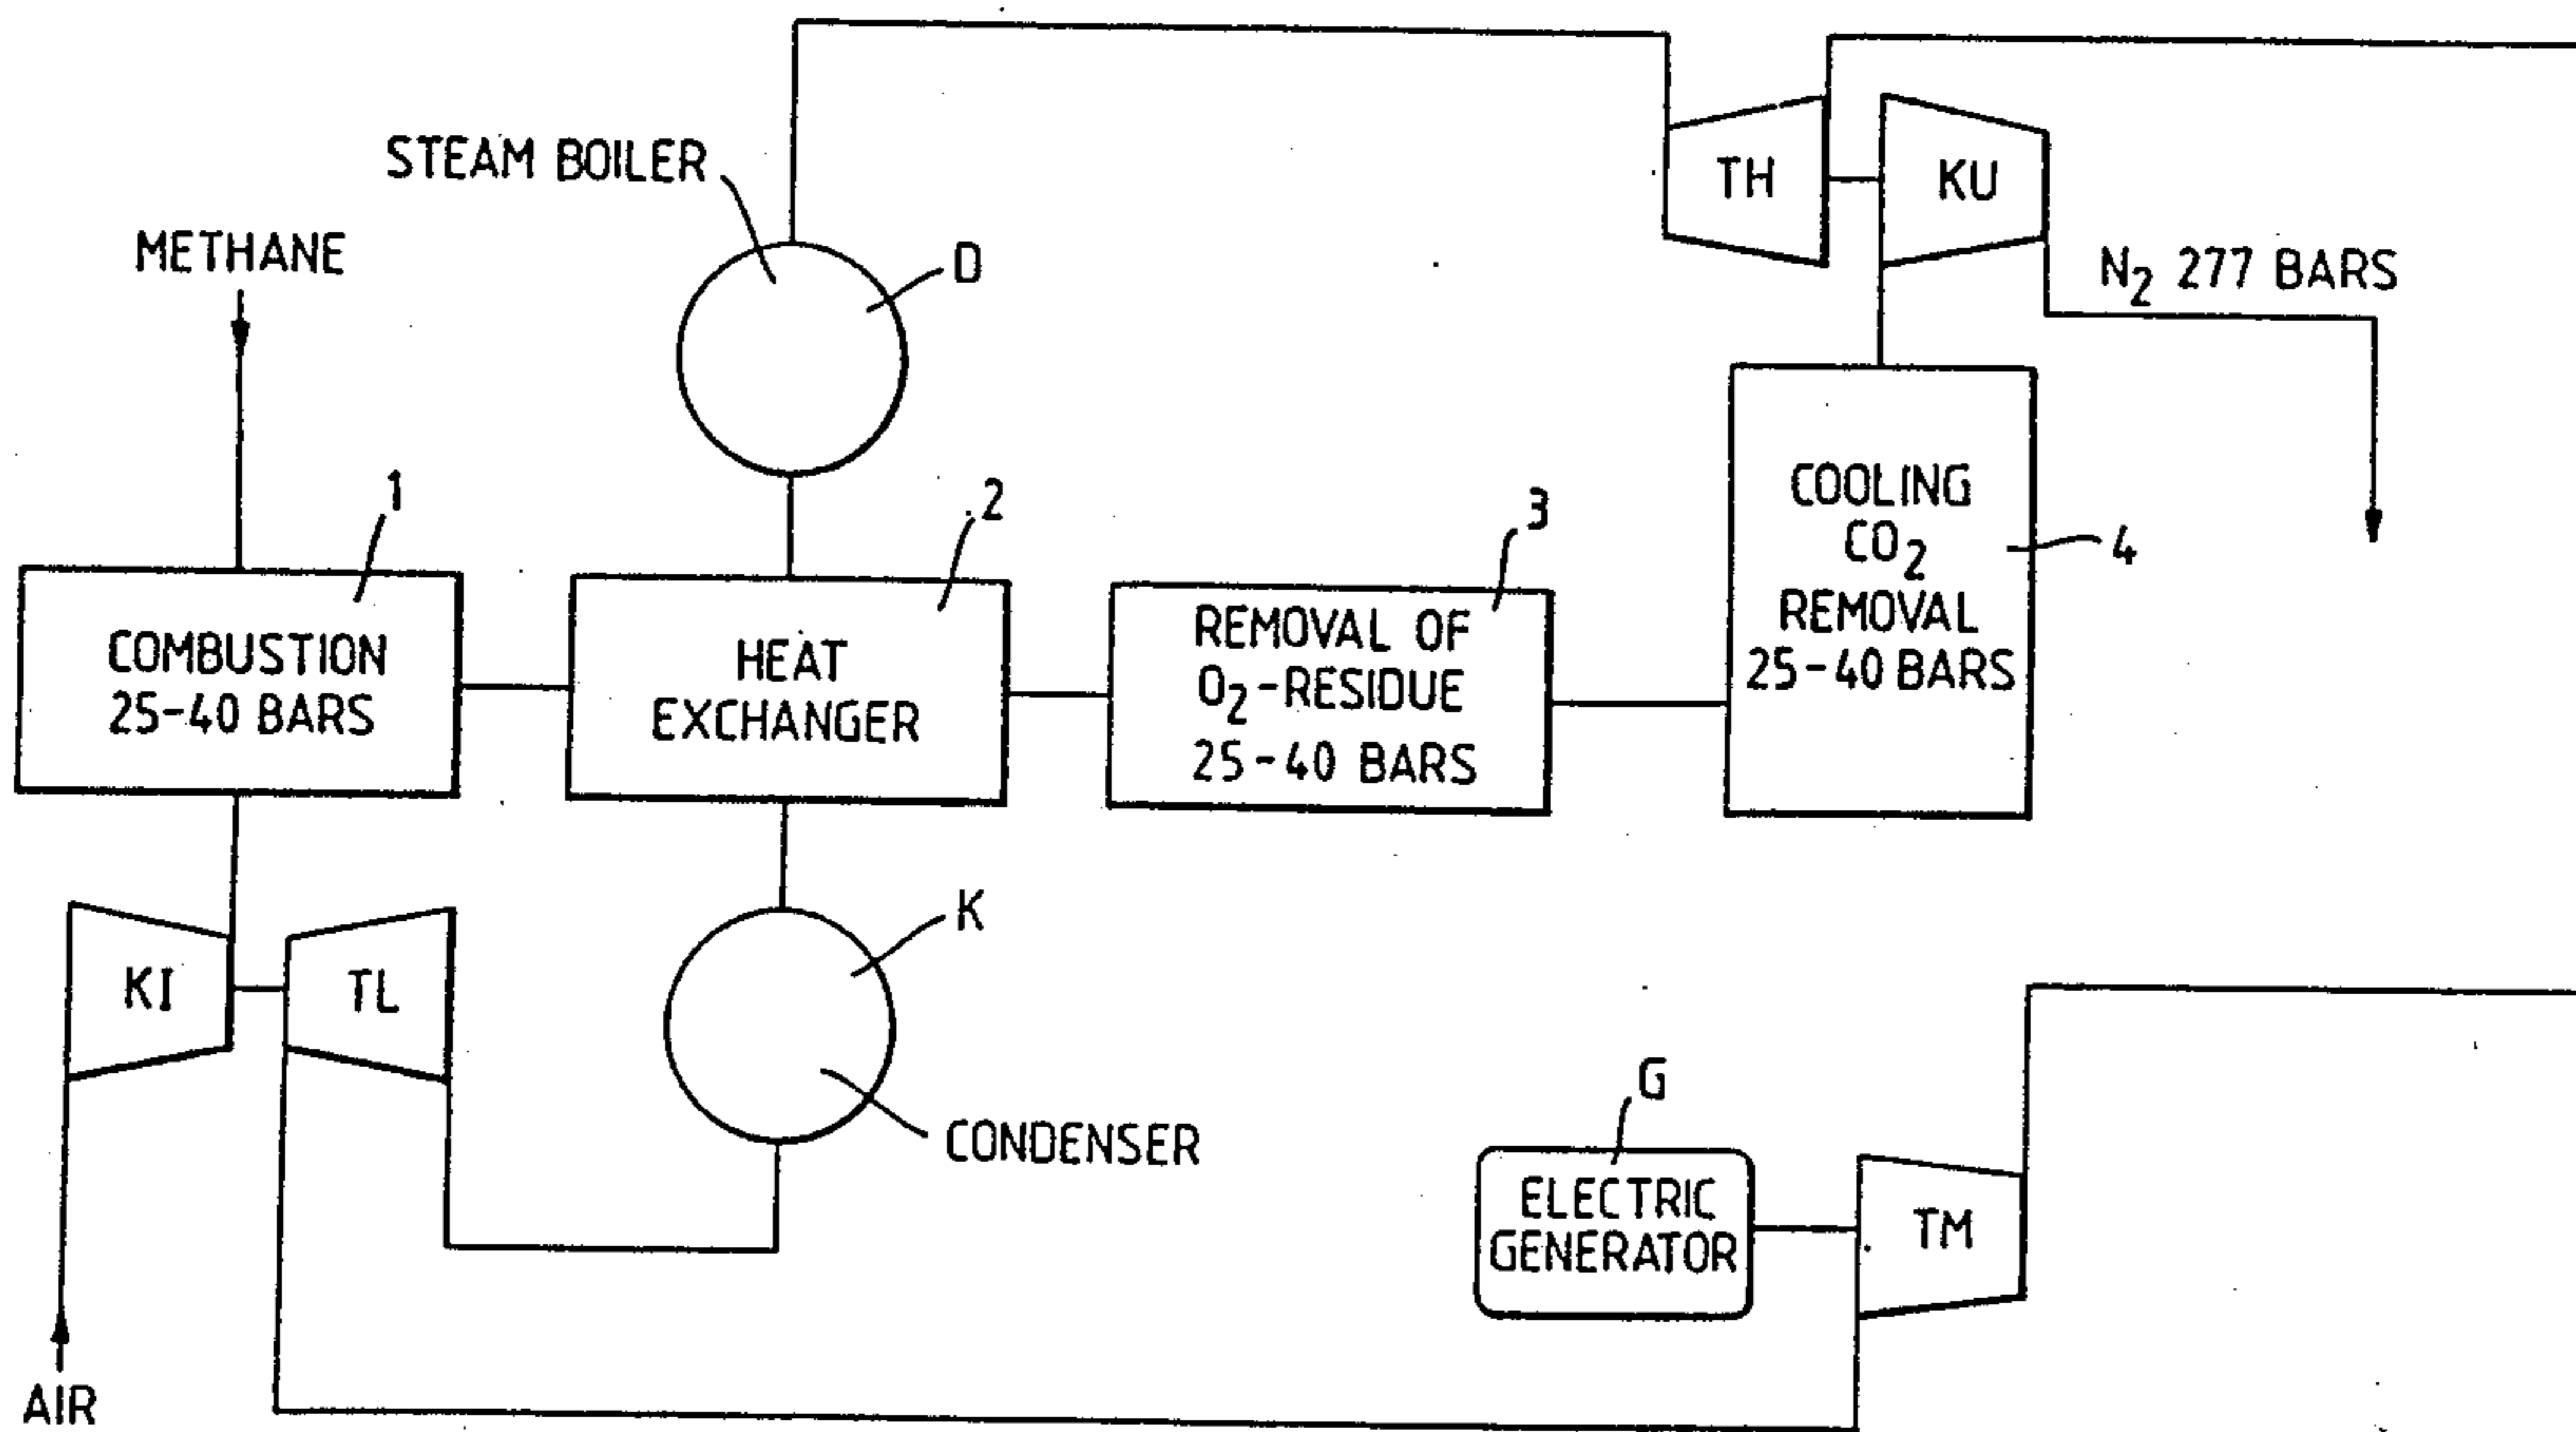 STEAM BOILER
D
METHANE
TH
KU
N2 277 BARS
1
COMBUSTION
25-40 BARS
2
HEAT
EXCHANGER
3
REMOVAL OF
O2-RESIDUE
25-40 BARS
COOLING
CO2
REMOVAL
25-40 BARS
4
KI
TL
K
CONDENSER
G
ELECTRIC
GENERATOR
TM
AIR